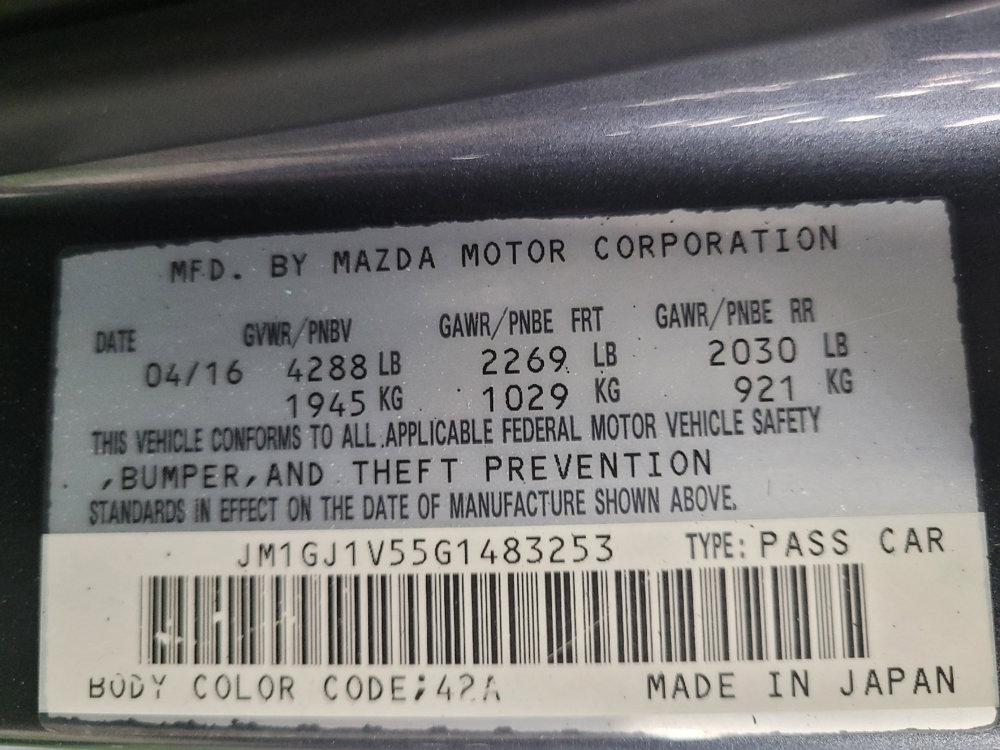 MFD. BY MAZDA MOTOR CORPORATION
DATE GVWR/PNBV GAWR/PNBE FRT GAWR/PNBE RR
04/16 4288 LB 2269 LB 2030 LB
1945 KG 1029 KG 921 KG
THIS VEHICLE CONFORMS TO ALL APPLICABLE FEDERAL MOTOR VEHICLE SAFETY
,BUMPER,AND THEFT PREVENTION
STANDARDS IN EFFECT ON THE DATE OF MANUFACTURE SHOWN ABOVE.
JM1GJ1V55G1483253 TYPE: PASS CAR
BODY COLOR CODE:42A MADE IN JAPAN